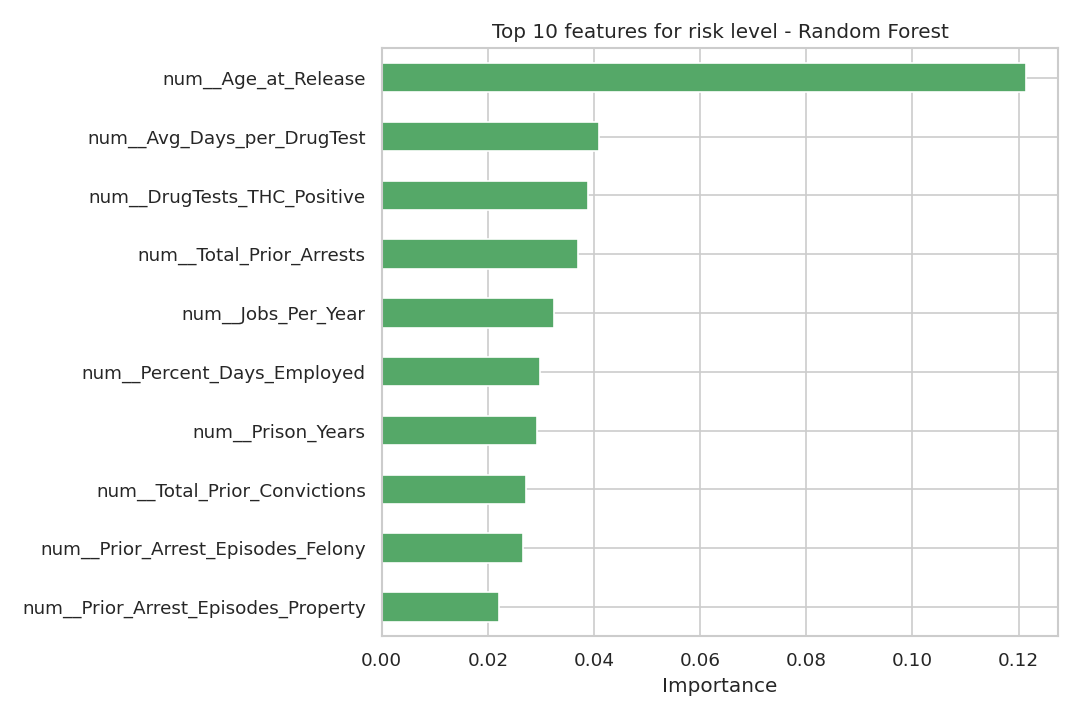 Top 10 features for risk level - Random Forest
num__Age_at_Release
num__Avg_Days_per_DrugTest
num__DrugTests_THC_Positive
num__Total_Prior_Arrests
num__Jobs_Per_Year
num__Percent_Days_Employed
num__Prison_Years
num__Total_Prior_Convictions
num__Prior_Arrest_Episodes_Felony
num__Prior_Arrest_Episodes_Property
0.00 0.02 0.04 0.06 0.08 0.10 0.12
Importance